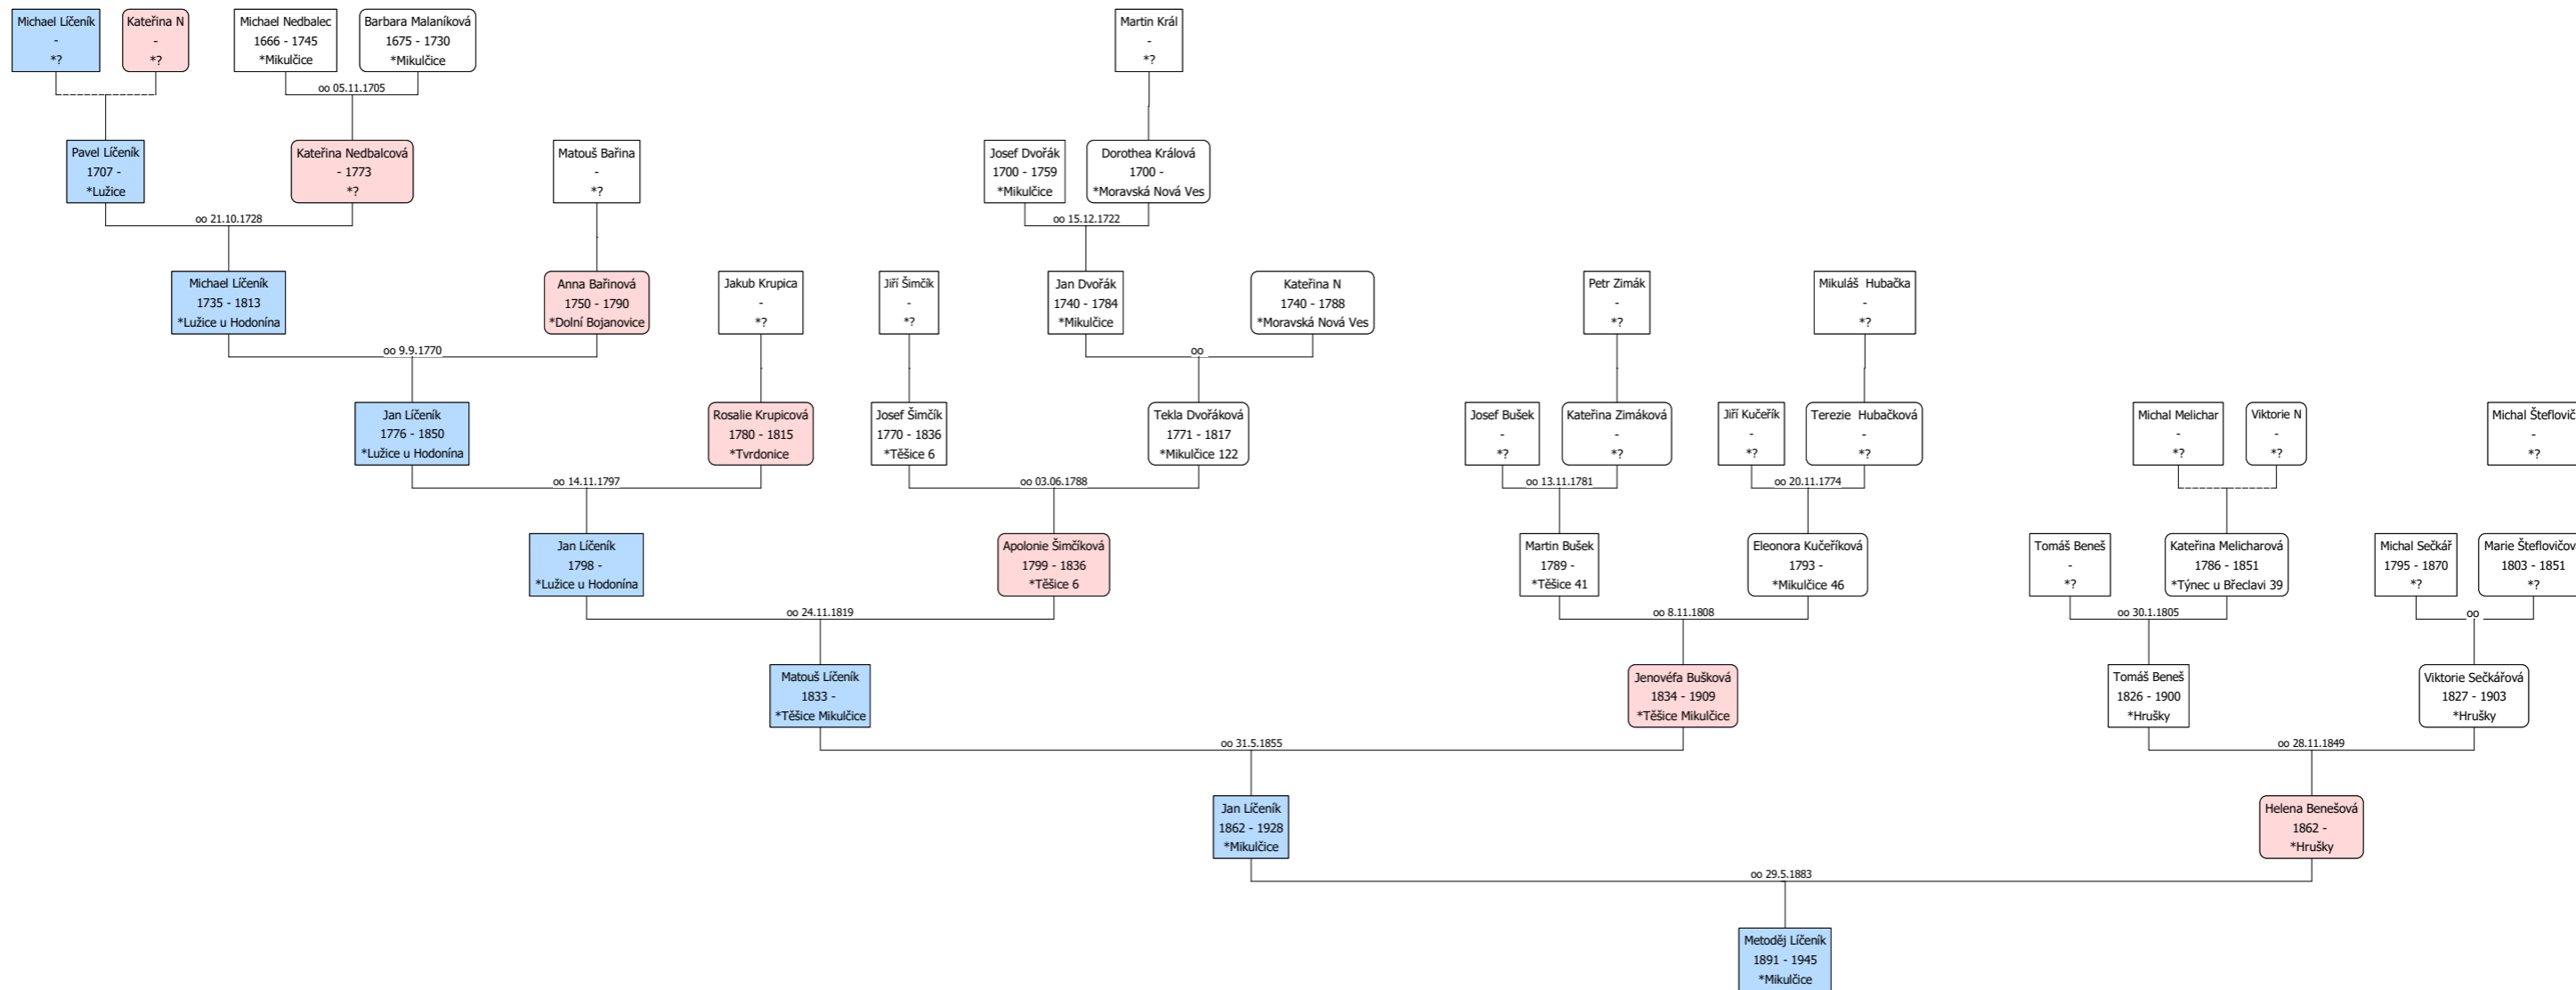 Michael Líčeník
-
*?
Kateřina N
-
*?
Michael Nedbalec
1666 - 1745
*Mikulčice
Barbara Malaníková
1675 - 1730
*Mikulčice
Martin Král
-
*?
oo 05.11.1705
Pavel Líčeník
1707 -
*Lužice
Kateřina Nedbalcová
- 1773
*?
Matouš Bařina
-
*?
Josef Dvořák
1700 - 1759
*Mikulčice
Dorothea Králová
1700 -
*Moravská Nová Ves
oo 21.10.1728
oo 15.12.1722
Michael Líčeník
1735 - 1813
*Lužice u Hodonína
Anna Bařinová
1750 - 1790
*Dolní Bojanovice
Jakub Krupica
-
*?
Jiří Šimčík
-
*?
Jan Dvořák
1740 - 1784
*Mikulčice
Kateřina N
1740 - 1788
*Moravská Nová Ves
Petr Zimák
-
*?
Mikuláš  Hubačka
-
*?
oo 9.9.1770
oo
Jan Líčeník
1776 - 1850
*Lužice u Hodonína
Rosalie Krupicová
1780 - 1815
*Tvrdonice
Josef Šimčík
1770 - 1836
*Těšice 6
Tekla Dvořáková
1771 - 1817
*Mikulčice 122
Josef Bušek
-
*?
Kateřina Zimáková
-
*?
Jiří Kučeřík
-
*?
Terezie  Hubačková
-
*?
Michal Melichar
-
*?
Viktorie N
-
*?
Michal Šteflovič
-
*?
oo 14.11.1797
oo 03.06.1788
oo 13.11.1781
oo 20.11.1774
Jan Líčeník
1798 -
*Lužice u Hodonína
Apolonie Šimčíková
1799 - 1836
*Těšice 6
Martin Bušek
1789 -
*Těšice 41
Eleonora Kučeříková
1793 -
*Mikulčice 46
Tomáš Beneš
-
*?
Kateřina Melicharová
1786 - 1851
*Týnec u Břeclavi 39
Michal Sečkář
1795 - 1870
*?
Marie Šteflovičov
1803 - 1851
*?
oo 24.11.1819
oo 8.11.1808
oo 30.1.1805
oo
Matouš Líčeník
1833 -
*Těšice Mikulčice
Jenovéfa Bušková
1834 - 1909
*Těšice Mikulčice
Tomáš Beneš
1826 - 1900
*Hrušky
Viktorie Sečkářová
1827 - 1903
*Hrušky
oo 31.5.1855
oo 28.11.1849
Jan Líčeník
1862 - 1928
*Mikulčice
Helena Benešová
1862 -
*Hrušky
oo 29.5.1883
Metoděj Líčeník
1891 - 1945
*Mikulčice